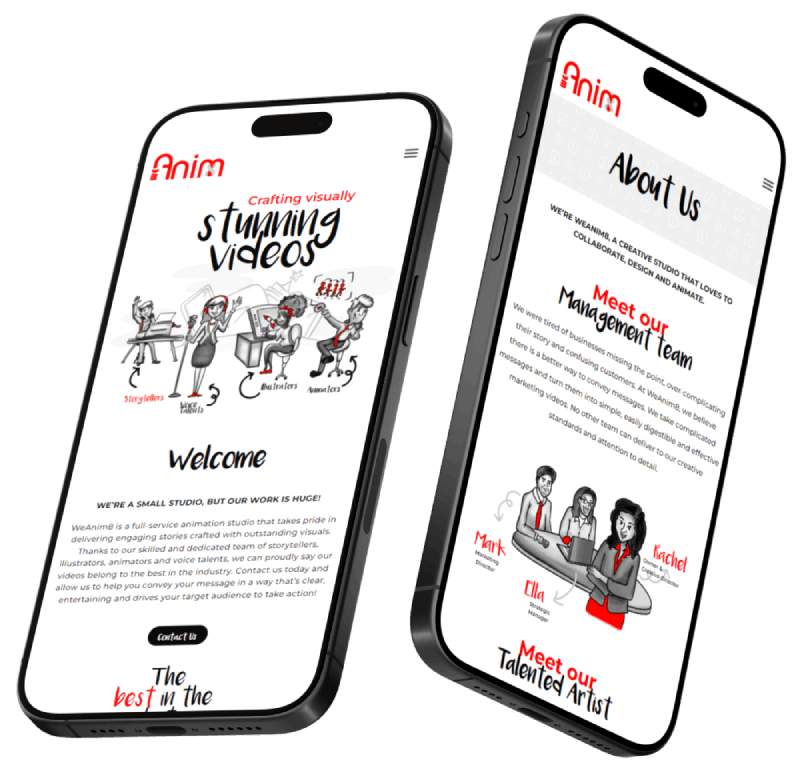 WE Anim
Crafting visually
stunning
videos
Storytellers
Voice
talents
Illustrators
Animators
Welcome
WE'RE A SMALL STUDIO, BUT OUR WORK IS HUGE!
WeAnim8 is a full-service animation studio that takes pride in
delivering engaging stories crafted with outstanding visuals.
Thanks to our skilled and dedicated team of storytellers,
illustrators, animators and voice talents, we can proudly say our
videos belong to the best in the industry. Contact us today and
allow us to help you convey your message in a way that's clear,
entertaining and drives your target audience to take action!
Contact Us
The
best in the
WE Anim
About Us
WE'RE WEANIM8, A CREATIVE STUDIO THAT LOVES TO
COLLABORATE, DESIGN AND ANIMATE.
Meet our
Management team
We were tired of businesses missing the point, over-complicating
their story and confusing customers. At WeAnim8, we believe
there is a better way to convey messages. We take complicated
messages and turn them into simple, easily digestible and effective
marketing videos. No other team can deliver to our creative
standards and attention to detail.
Mark
Marketing
Director
Ella
Strategic
Manager
Rachel
Owner &
Creative Director
Meet our
Talented Artist